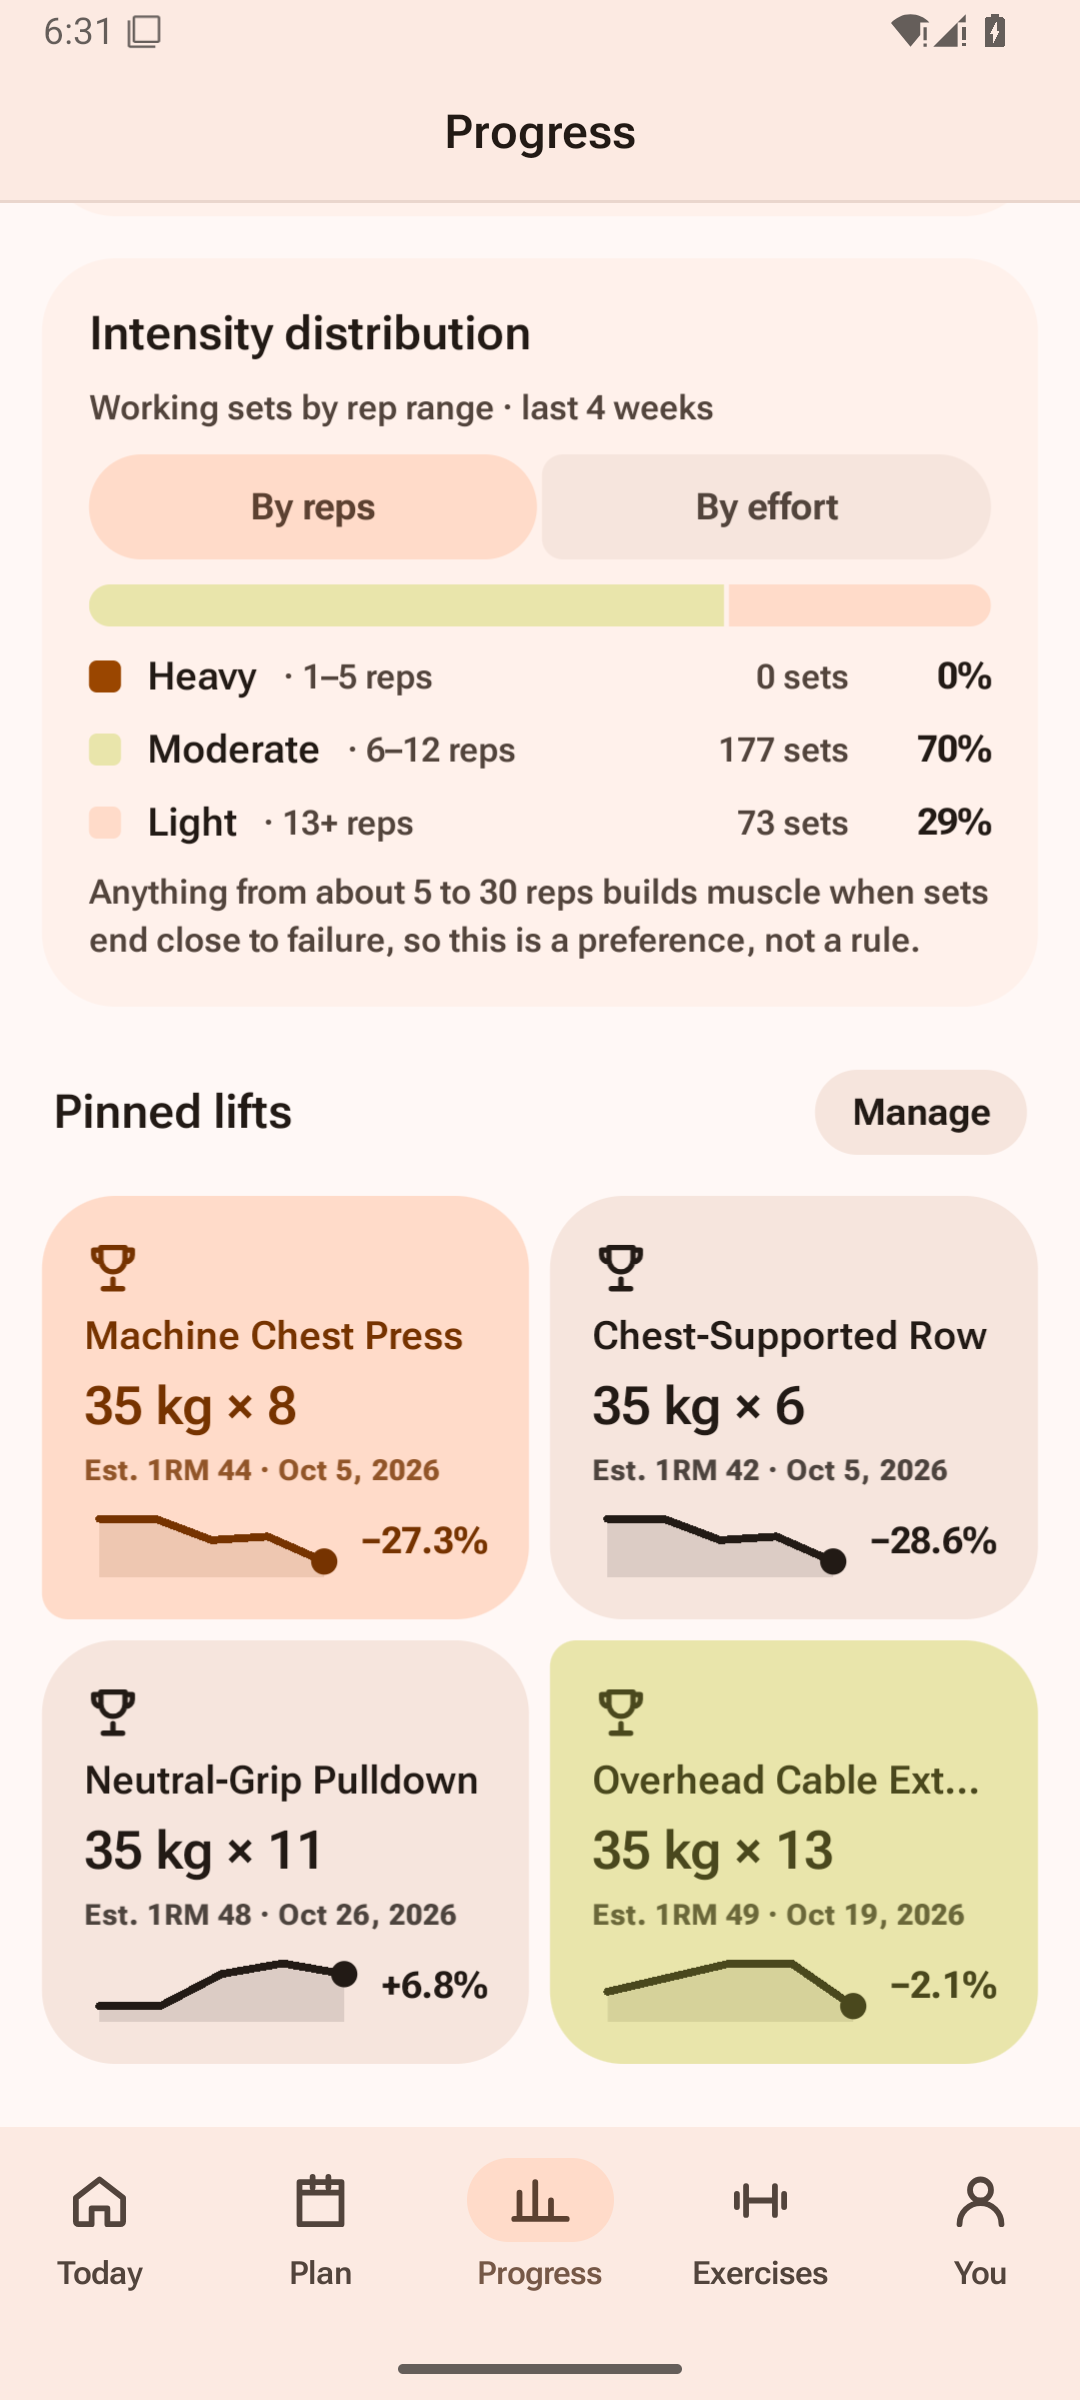 6:31
Progress
Intensity distribution
Working sets by rep range · last 4 weeks
By reps
By effort
Heavy · 1–5 reps 0 sets 0%
Moderate · 6–12 reps 177 sets 70%
Light · 13+ reps 73 sets 29%
Anything from about 5 to 30 reps builds muscle when sets
end close to failure, so this is a preference, not a rule.
Pinned lifts
Manage
Machine Chest Press
35 kg × 8
Est. 1RM 44 · Oct 5, 2026
−27.3%
Chest-Supported Row
35 kg × 6
Est. 1RM 42 · Oct 5, 2026
−28.6%
Neutral-Grip Pulldown
35 kg × 11
Est. 1RM 48 · Oct 26, 2026
+6.8%
Overhead Cable Ext...
35 kg × 13
Est. 1RM 49 · Oct 19, 2026
−2.1%
Today
Plan
Progress
Exercises
You